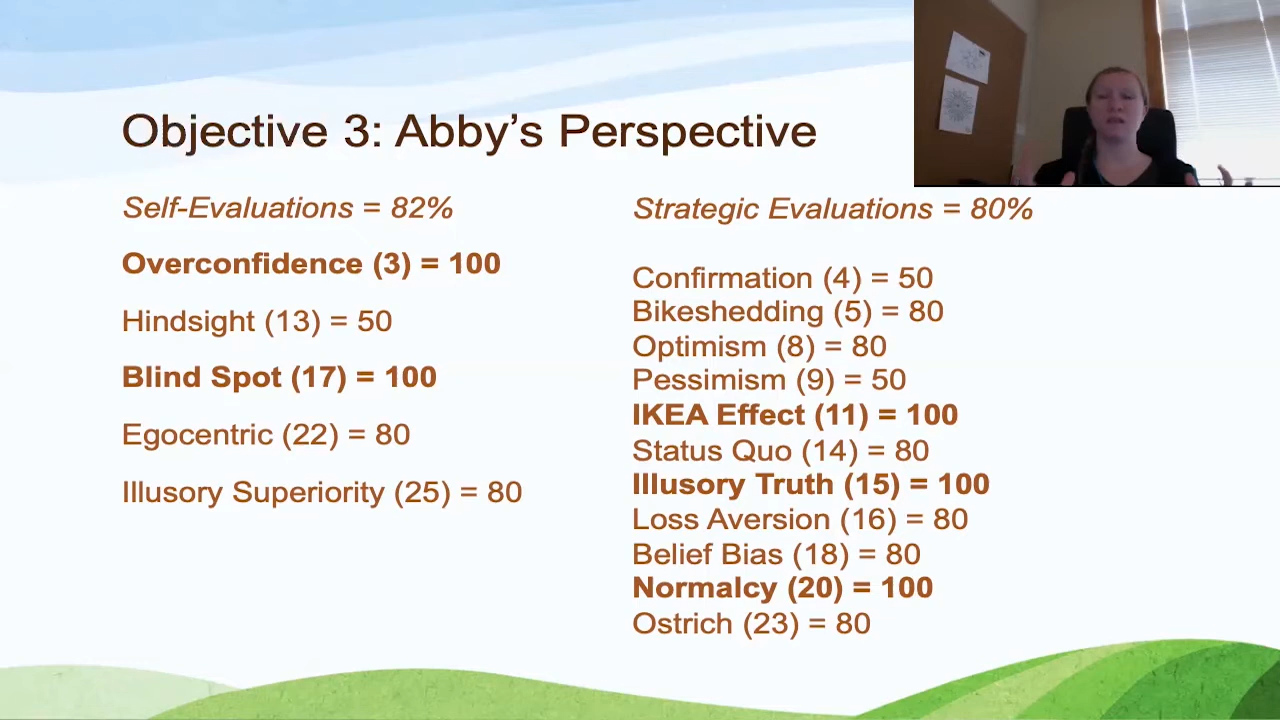 Objective 3: Abby’s Perspective
Self-Evaluations = 82%
Overconfidence (3) = 100
Hindsight (13) = 50
Blind Spot (17) = 100
Egocentric (22) = 80
Illusory Superiority (25) = 80
Strategic Evaluations = 80%
Confirmation (4) = 50
Bikeshedding (5) = 80
Optimism (8) = 80
Pessimism (9) = 50
IKEA Effect (11) = 100
Status Quo (14) = 80
Illusory Truth (15) = 100
Loss Aversion (16) = 80
Belief Bias (18) = 80
Normalcy (20) = 100
Ostrich (23) = 80